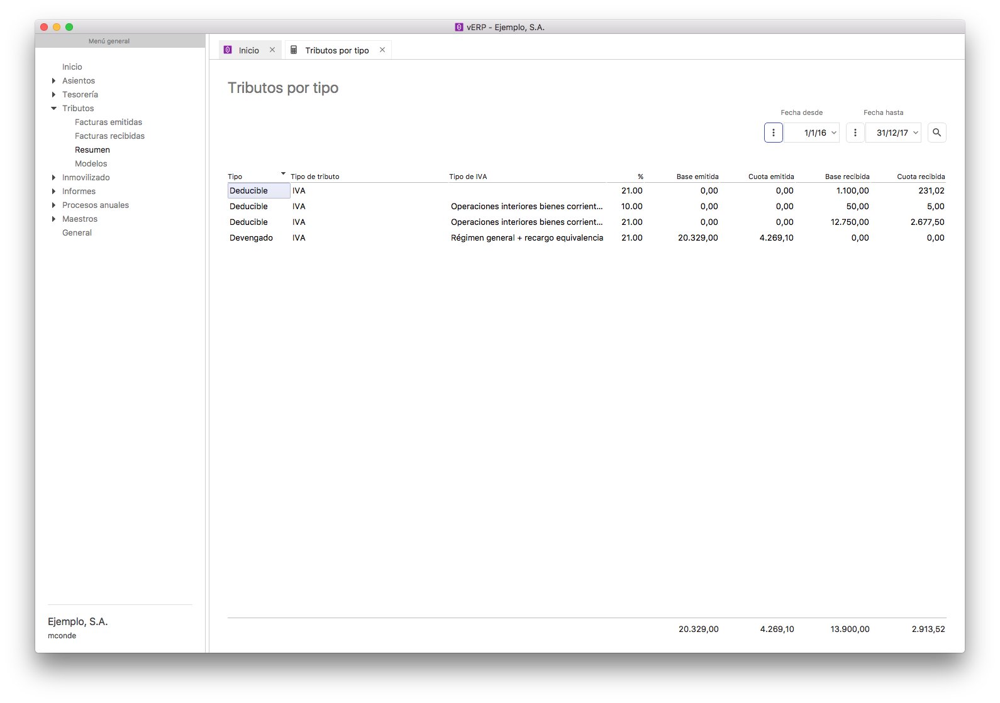 vERP - Ejemplo, S.A.
Menú general
Inicio
Asientos
Tesorería
Tributos
Facturas emitidas
Facturas recibidas
Resumen
Modelos
Inmovilizado
Informes
Procesos anuales
Maestros
General
Ejemplo, S.A.
mconde
Inicio Tributos por tipo
Tributos por tipo
Fecha desde Fecha hasta
1/1/16 31/12/17
Tipo Tipo de tributo Tipo de IVA % Base emitida Cuota emitida Base recibida Cuota recibida
Deducible IVA 21.00 0,00 0,00 1.100,00 231,02
Deducible IVA Operaciones interiores bienes corrient... 10.00 0,00 0,00 50,00 5,00
Deducible IVA Operaciones interiores bienes corrient... 21.00 0,00 0,00 12.750,00 2.677,50
Devengado IVA Régimen general + recargo equivalencia 21.00 20.329,00 4.269,10 0,00 0,00
20.329,00 4.269,10 13.900,00 2.913,52